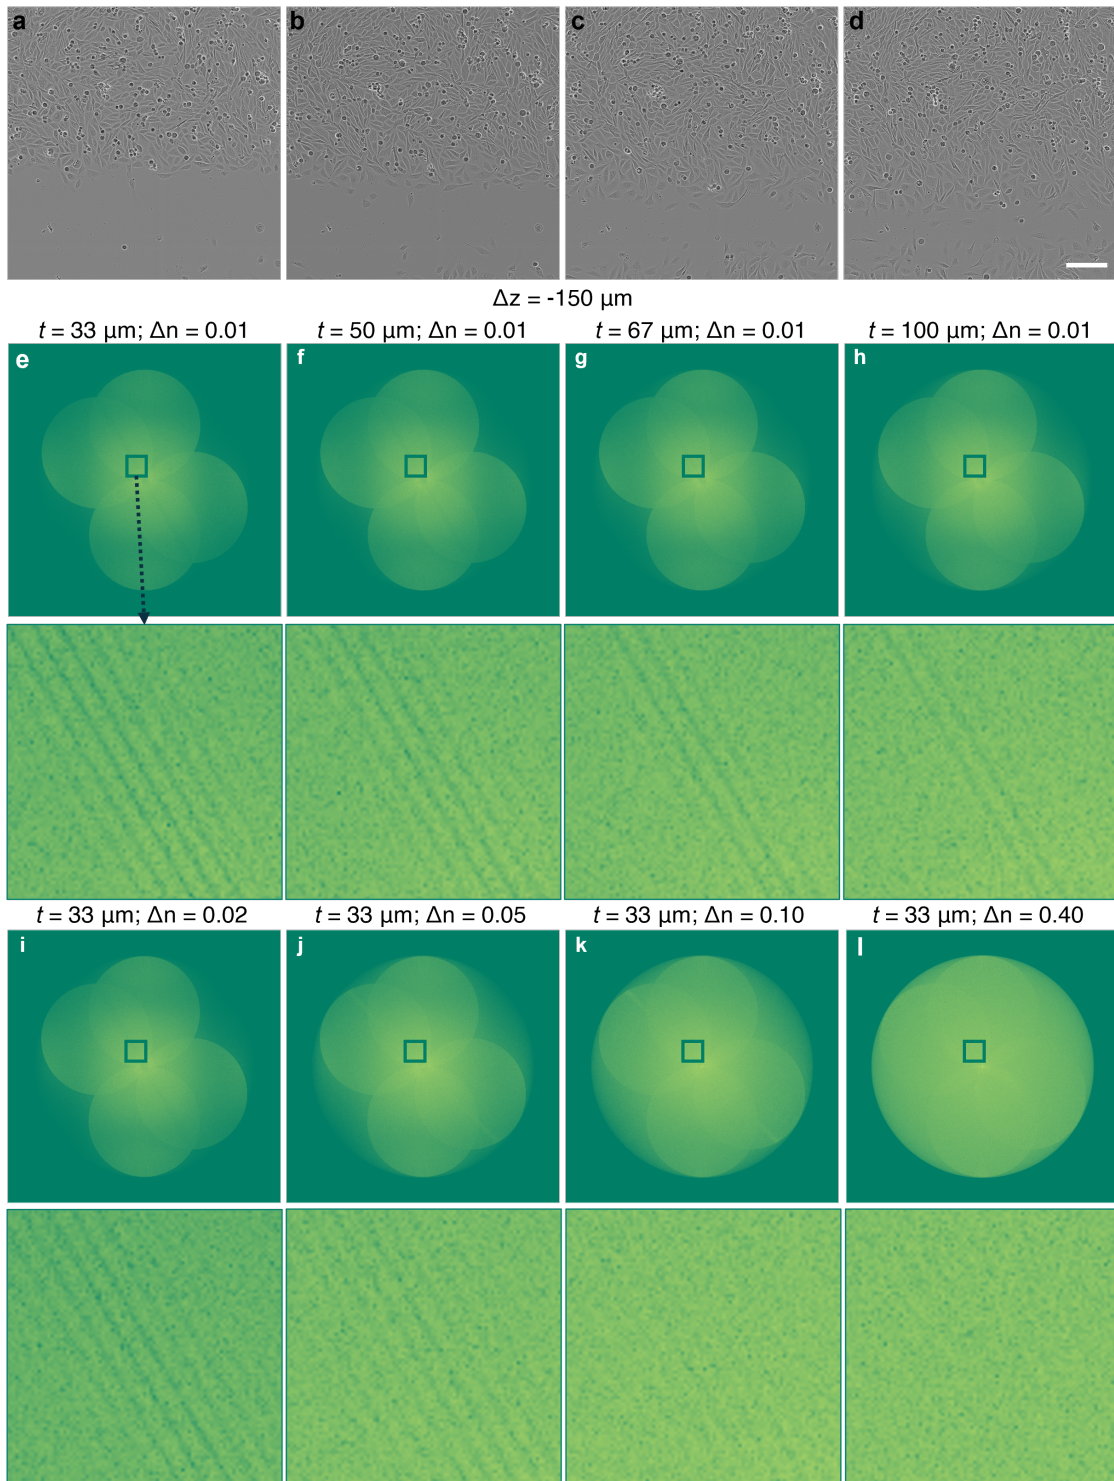 a b c d
Δz = -150 μm
t = 33 μm; Δn = 0.01 t = 50 μm; Δn = 0.01 t = 67 μm; Δn = 0.01 t = 100 μm; Δn = 0.01
e f g h
t = 33 μm; Δn = 0.02 t = 33 μm; Δn = 0.05 t = 33 μm; Δn = 0.10 t = 33 μm; Δn = 0.40
i j k l